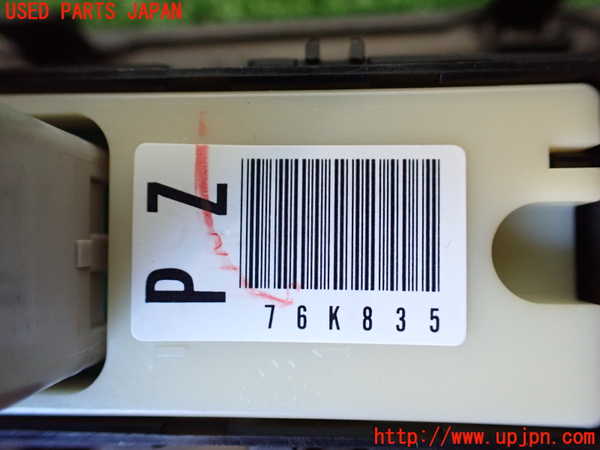 USED PARTS JAPAN
PZ
76K835
http://www.upjpn.com